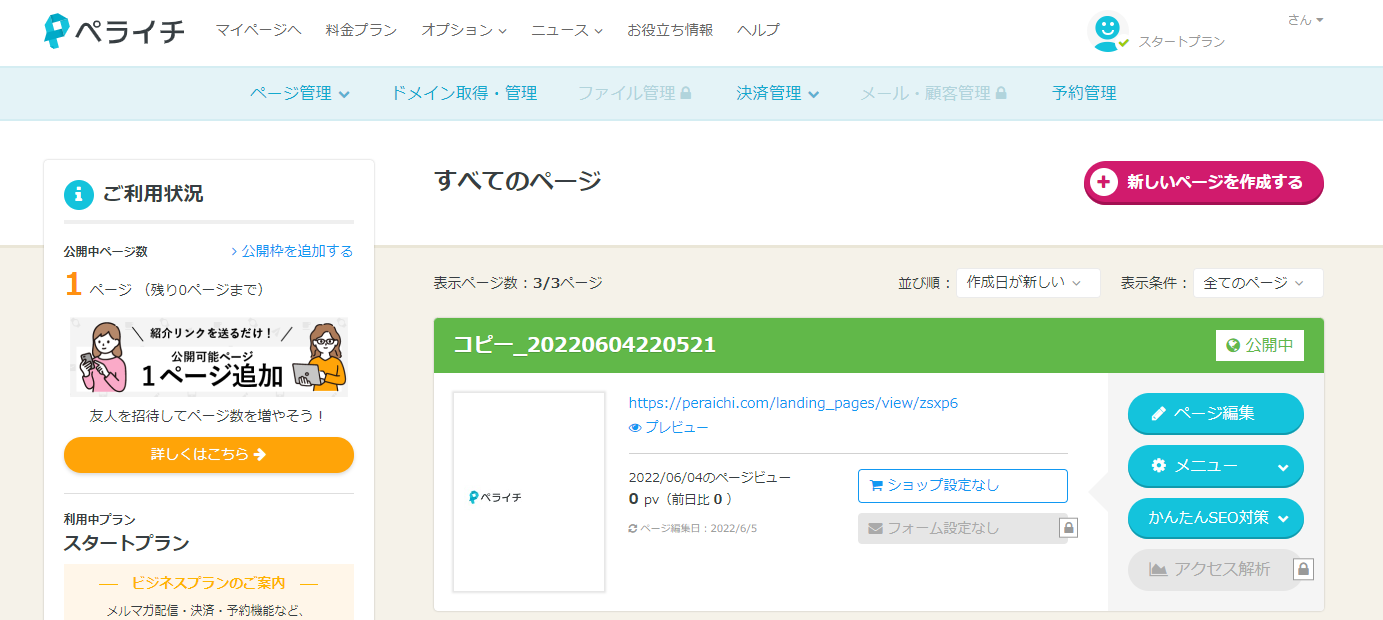 ペライチ
マイページへ 料金プラン オプション ニュース お役立ち情報 ヘルプ
さん
スタートプラン
ページ管理 ドメイン取得・管理 ファイル管理 決済管理 メール・顧客管理 予約管理
ご利用状況
公開中ページ数 公開枠を追加する
1 ページ （残り0ページまで）
紹介リンクを送るだけ！
公開可能ページ
1ページ追加
友人を招待してページ数を増やそう！
詳しくはこちら
利用中プラン
スタートプラン
ビジネスプランのご案内
メルマガ配信・決済・予約機能など、
すべてのページ
新しいページを作成する
表示ページ数：3/3ページ
並び順： 作成日が新しい 表示条件： 全てのページ
コピー_20220604220521
公開中
ペライチ
https://peraichi.com/landing_pages/view/zsxp6
プレビュー
2022/06/04のページビュー
0 pv（前日比 0 ）
ページ編集日：2022/6/5
ショップ設定なし
フォーム設定なし
ページ編集
メニュー
かんたんSEO対策
アクセス解析